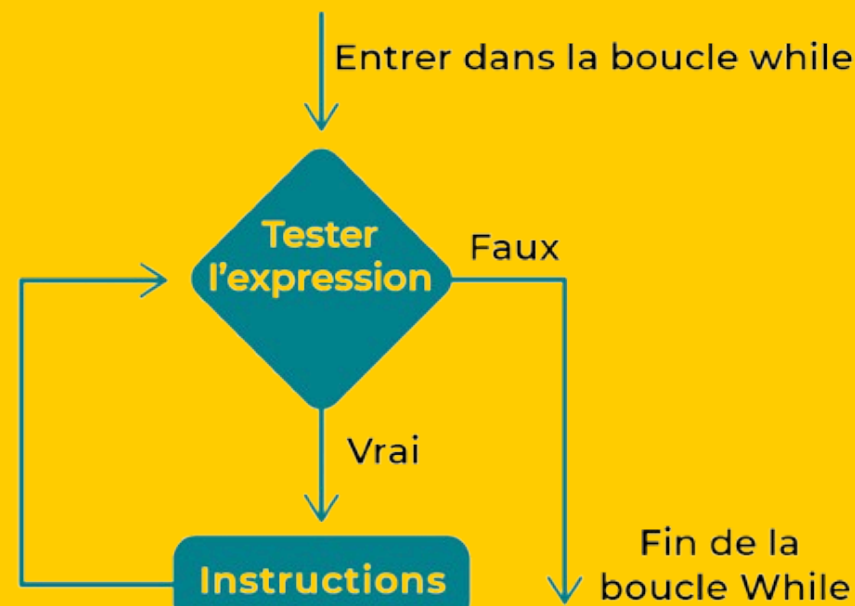 Entrer dans la boucle while
Tester
l'expression
Faux
Vrai
Instructions
Fin de la
boucle While